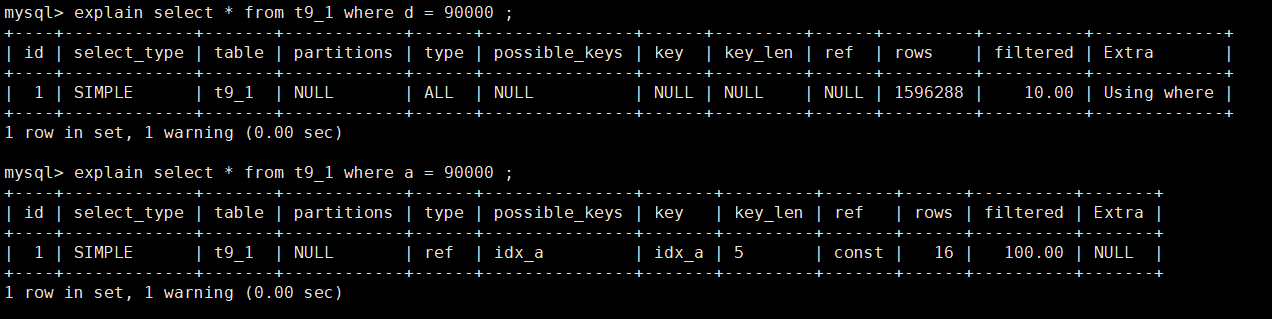 mysql> explain select * from t9_1 where d = 90000 ;
+----+-------------+-------+------------+------+---------------+------+---------+------+---------+----------+-------------+
| id | select_type | table | partitions | type | possible_keys | key  | key_len | ref  | rows    | filtered | Extra       |
+----+-------------+-------+------------+------+---------------+------+---------+------+---------+----------+-------------+
|  1 | SIMPLE      | t9_1  | NULL       | ALL  | NULL          | NULL | NULL    | NULL | 1596288 |    10.00 | Using where |
+----+-------------+-------+------------+------+---------------+------+---------+------+---------+----------+-------------+
1 row in set, 1 warning (0.00 sec)

mysql> explain select * from t9_1 where a = 90000 ;
+----+-------------+-------+------------+------+---------------+-------+---------+-------+------+----------+-------+
| id | select_type | table | partitions | type | possible_keys | key   | key_len | ref   | rows | filtered | Extra |
+----+-------------+-------+------------+------+---------------+-------+---------+-------+------+----------+-------+
|  1 | SIMPLE      | t9_1  | NULL       | ref  | idx_a         | idx_a | 5       | const |   16 |   100.00 | NULL  |
+----+-------------+-------+------------+------+---------------+-------+---------+-------+------+----------+-------+
1 row in set, 1 warning (0.00 sec)